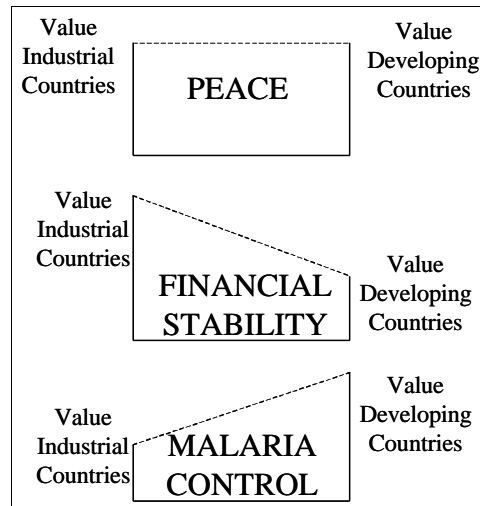 Value
Industrial
Countries
PEACE
Value
Developing
Countries
Value
Industrial
Countries
FINANCIAL
STABILITY
Value
Developing
Countries
Value
Industrial
Countries
MALARIA
CONTROL
Value
Developing
Countries